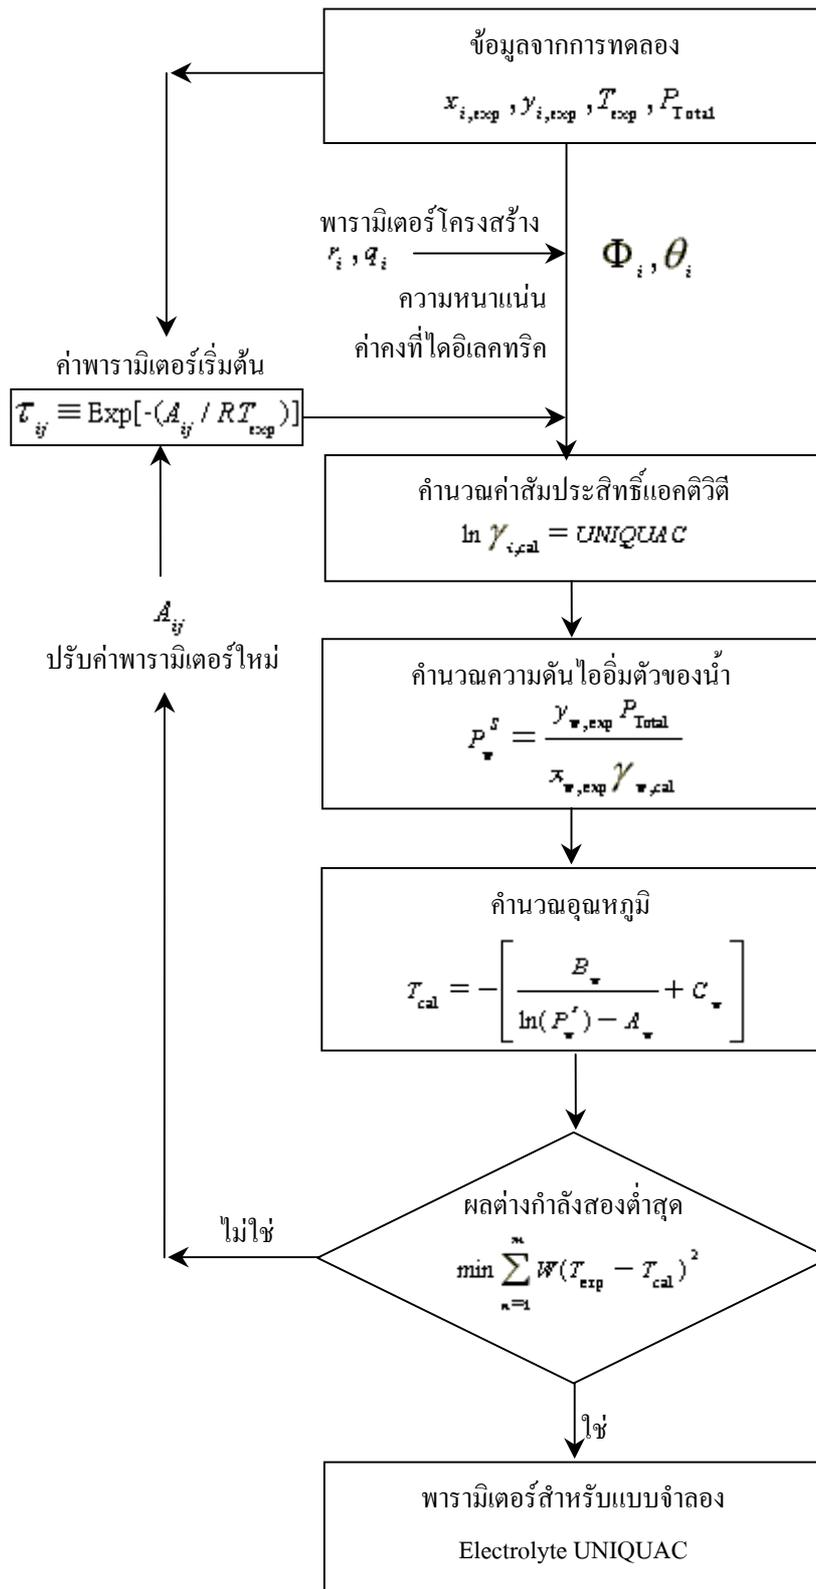 ข้อมูลจากการทดลอง
x_{i,exp} , y_{i,exp} , T_{exp} , P_{Total}
พารามิเตอร์โครงสร้าง
r_i , q_i
Φ_i , θ_i
ความหนาแน่น
ค่าคงที่ไดอิเลคทริค
ค่าพารามิเตอร์เริ่มต้น
τ_{ij} ≡ Exp[-(A_{ij} / RT_{exp})]
คำนวณค่าสัมประสิทธิ์แอคติวิตี
ln γ_{i,cal} = UNIQUAC
A_{ij}
ปรับค่าพารามิเตอร์ใหม่
คำนวณความดันไออิ่มตัวของน้ำ
P_w^S = \frac{y_{w,exp} P_{Total}}{x_{w,exp} γ_{w,cal}}
คำนวณอุณหภูมิ
T_{cal} = -[\frac{B_w}{ln(P_w^s) - A_w} + C_w]
ผลต่างกำลังสองต่ำสุด
ไม่ใช่
min \sum_{n=1}^{m} W(T_{exp} - T_{cal})^2
ใช่
พารามิเตอร์สำหรับแบบจำลอง
Electrolyte UNIQUAC